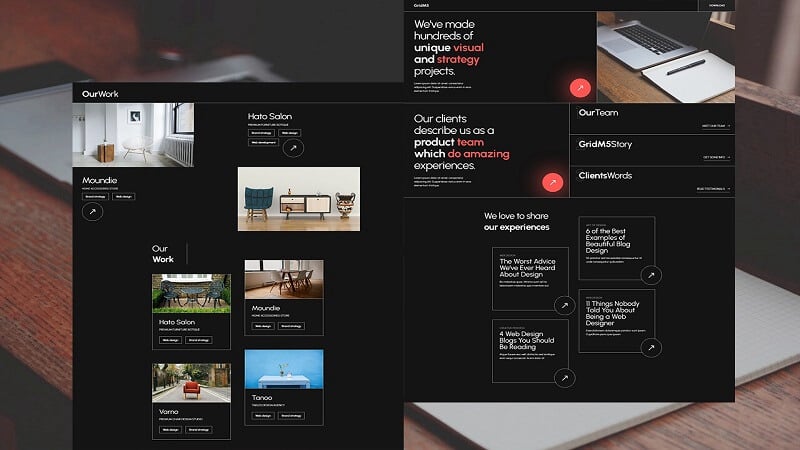 OurWork
Hato Salon
PREMIUM FURNITURE BOTIQUE
Brand strategy
Web design
Web development
Moundie
HOME ACCESSORIES STORE
Brand strategy
Web design
Our
Work
Hato Salon
PREMIUM FURNITURE BOTIQUE
Web design
Brand strategy
Moundie
HOME ACCESSORIES STORE
Web design
Brand strategy
Varno
PREMIUM CHAIR DESIGN STUDIO
Web design
Brand strategy
Tanoo
Web design
Brand strategy
GridM5
DOWNLOAD
We've made
hundreds of
unique visual
and strategy
projects.
Our clients
describe us as a
product team
which do amazing
experiences.
OurTeam
MEET OUR TEAM
GridM5Story
GET SOME INFO
ClientsWords
READ TESTIMONIALS
We love to share
our experiences
The Worst Advice
We've Ever Heard
About Design
4 Web Design
Blogs You Should
Be Reading
6 of the Best
Examples of
Beautiful Blog
Design
11 Things Nobody
Told You About
Being a Web
Designer